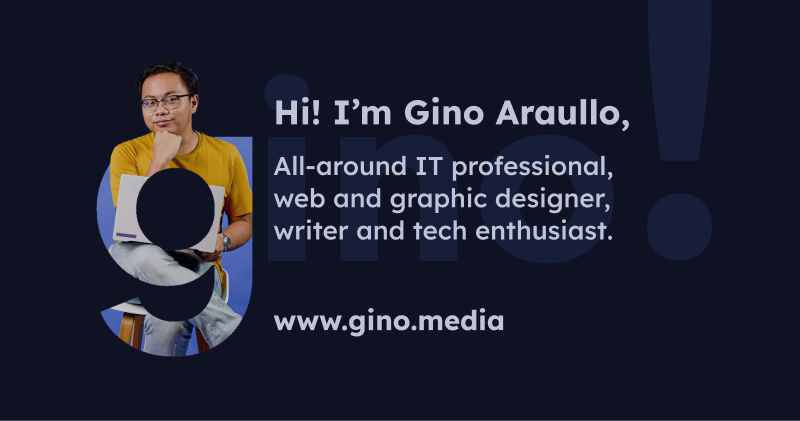 gino!
Hi! I’m Gino Araullo,
All-around IT professional,
web and graphic designer,
writer and tech enthusiast.
www.gino.media